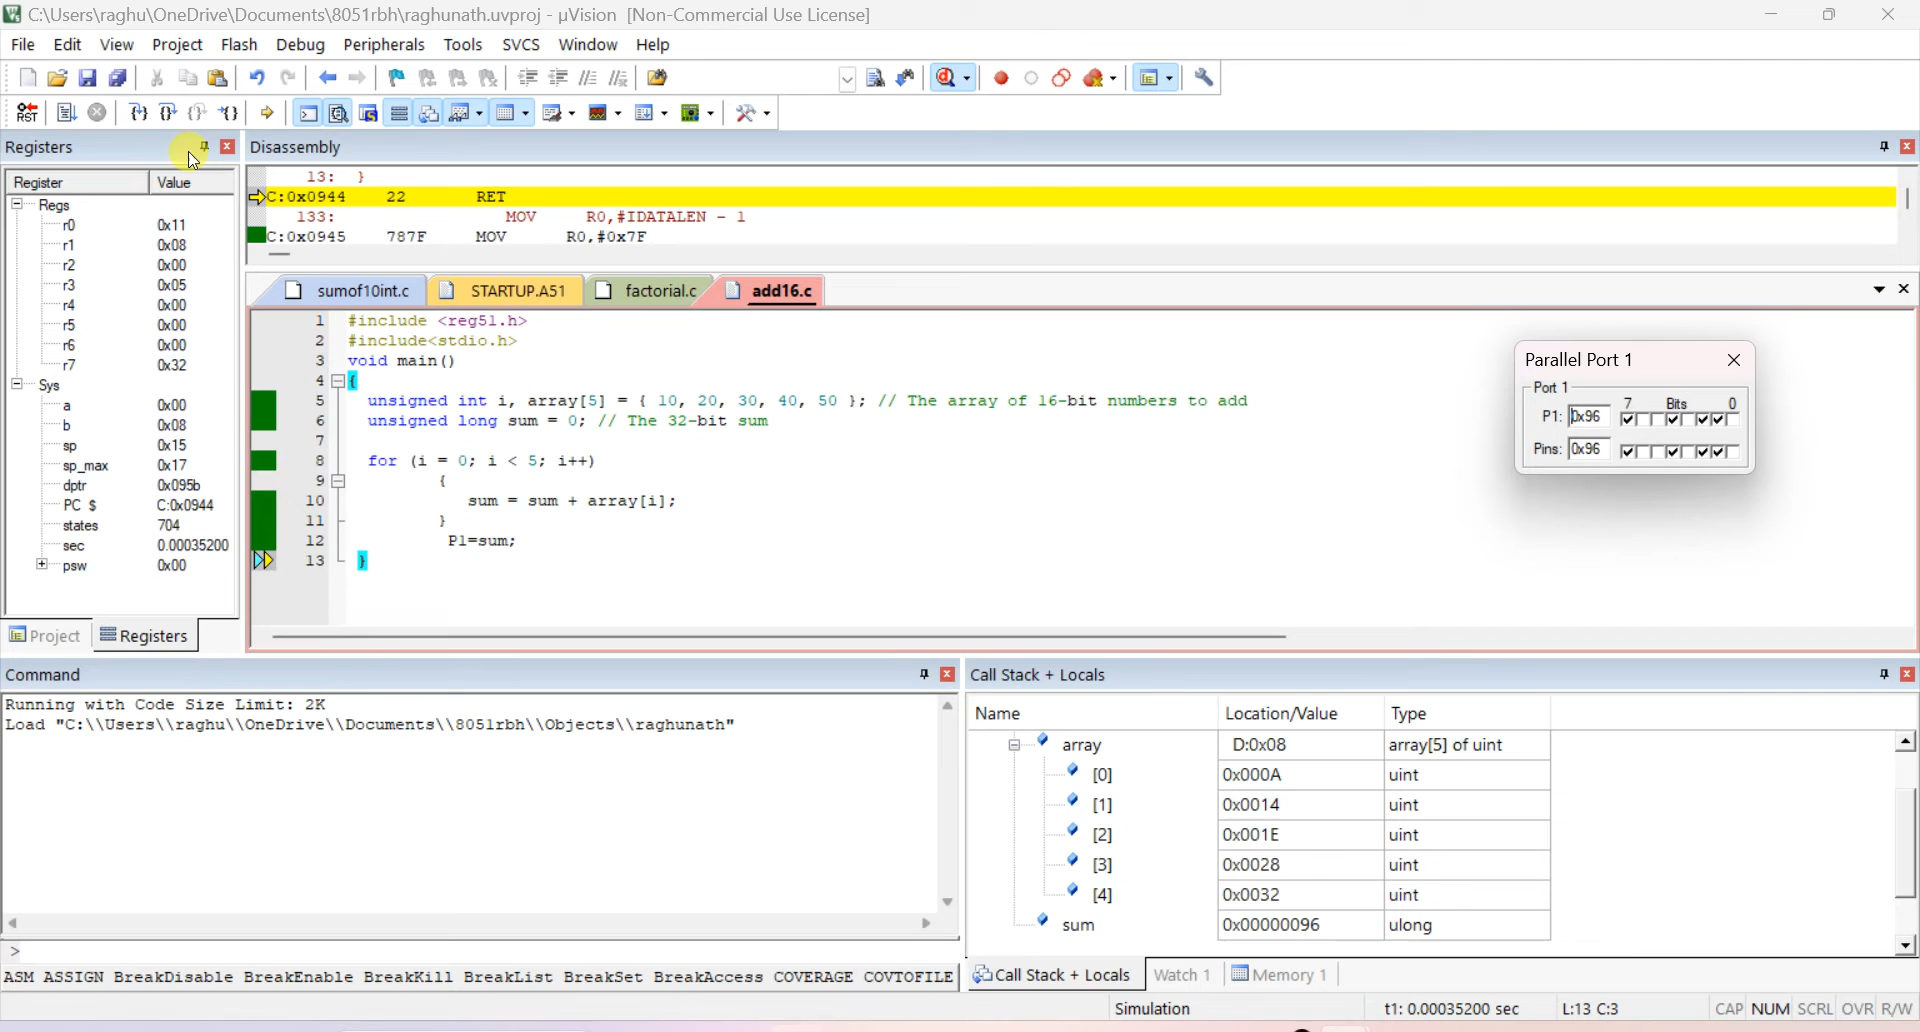 C:\Users\raghu\OneDrive\Documents\8051rbh\raghunath.uvproj - µVision [Non-Commercial Use License]
File Edit View Project Flash Debug Peripherals Tools SVCS Window Help
RST
Registers
Register Value
Regs
r0 0x11
r1 0x08
r2 0x00
r3 0x05
r4 0x00
r5 0x00
r6 0x00
r7 0x32
Sys
a 0x00
b 0x08
sp 0x15
sp_max 0x17
dptr 0x095b
PC $ C:0x0944
states 704
sec 0.00035200
psw 0x00
Project Registers
Disassembly
13: }
C:0x0944 22 RET
133: MOV R0,#IDATALEN - 1
C:0x0945 787F MOV R0,#0x7F
sumof10int.c STARTUP.A51 factorial.c add16.c
1 #include <reg51.h>
2 #include<stdio.h>
3 void main()
4 {
5 unsigned int i, array[5] = { 10, 20, 30, 40, 50 }; // The array of 16-bit numbers to add
6 unsigned long sum = 0; // The 32-bit sum
7
8 for (i = 0; i < 5; i++)
9 {
10 sum = sum + array[i];
11 }
12 P1=sum;
13 }
Parallel Port 1
Port 1
7 Bits 0
P1: 0x96
Pins: 0x96
Command
Running with Code Size Limit: 2K
Load "C:\\Users\\raghu\\OneDrive\\Documents\\8051rbh\\Objects\\raghunath"
>
ASM ASSIGN BreakDisable BreakEnable BreakKill BreakList BreakSet BreakAccess COVERAGE COVTOFILE
Call Stack + Locals
Name Location/Value Type
array D:0x08 array[5] of uint
[0] 0x000A uint
[1] 0x0014 uint
[2] 0x001E uint
[3] 0x0028 uint
[4] 0x0032 uint
sum 0x00000096 ulong
Call Stack + Locals Watch 1 Memory 1
Simulation t1: 0.00035200 sec L:13 C:3 CAP NUM SCRL OVR R/W